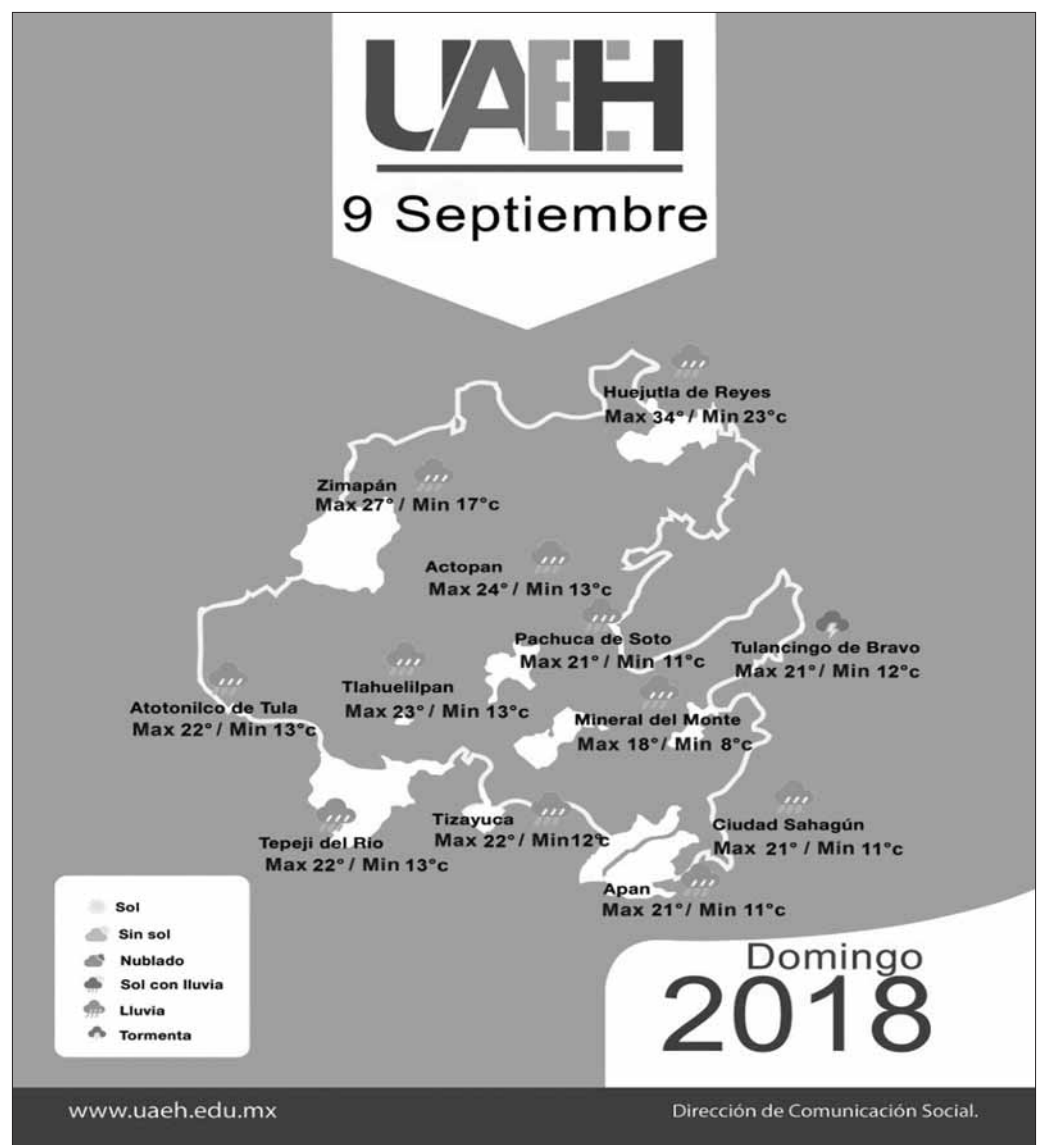 UAEH
9 Septiembre
Huejutla de Reyes
Max 34°/ Min 23°c
Zimapán
Max 27° / Min 17°c
Actopan
Max 24°/ Min 13°c
Pachuca de Soto
Max 21°/ Min 11°c
Tulancingo de Bravo
Max 21°/ Min 12°c
Tlahuelilpan
Max 23°/ Min 13°c
Atotonilco de Tula
Max 22°/ Min 13°c
Mineral del Monte
Max 18°/ Min 8°c
Tizayuca
Max 22°/ Min12°c
Ciudad Sahagún
Max 21°/ Min 11°c
Tepeji del Río
Max 22°/ Min 13°c
Apan
Max 21°/ Min 11°c
Sol
Sin sol
Nublado
Sol con lluvia
Lluvia
Tormenta
Domingo
2018
www.uaeh.edu.mx
Dirección de Comunicación Social.